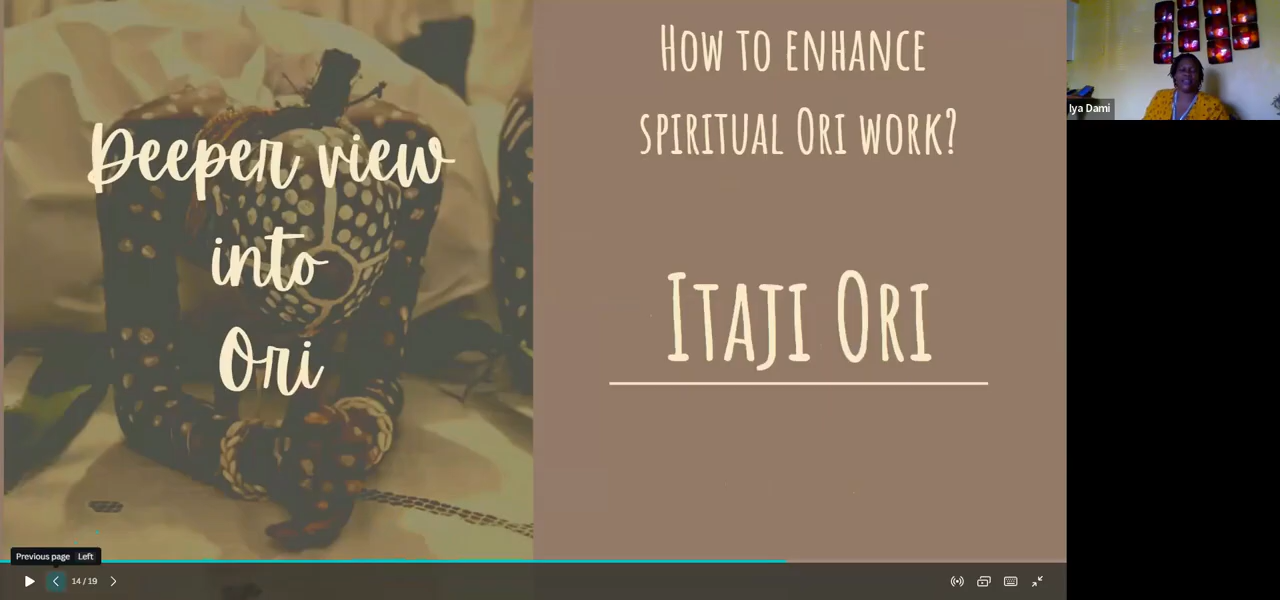 Deeper view
into
Ori
How to enhance
spiritual Ori work?
Itaji Ori
Iya Dami
Previous page Left
14 / 19